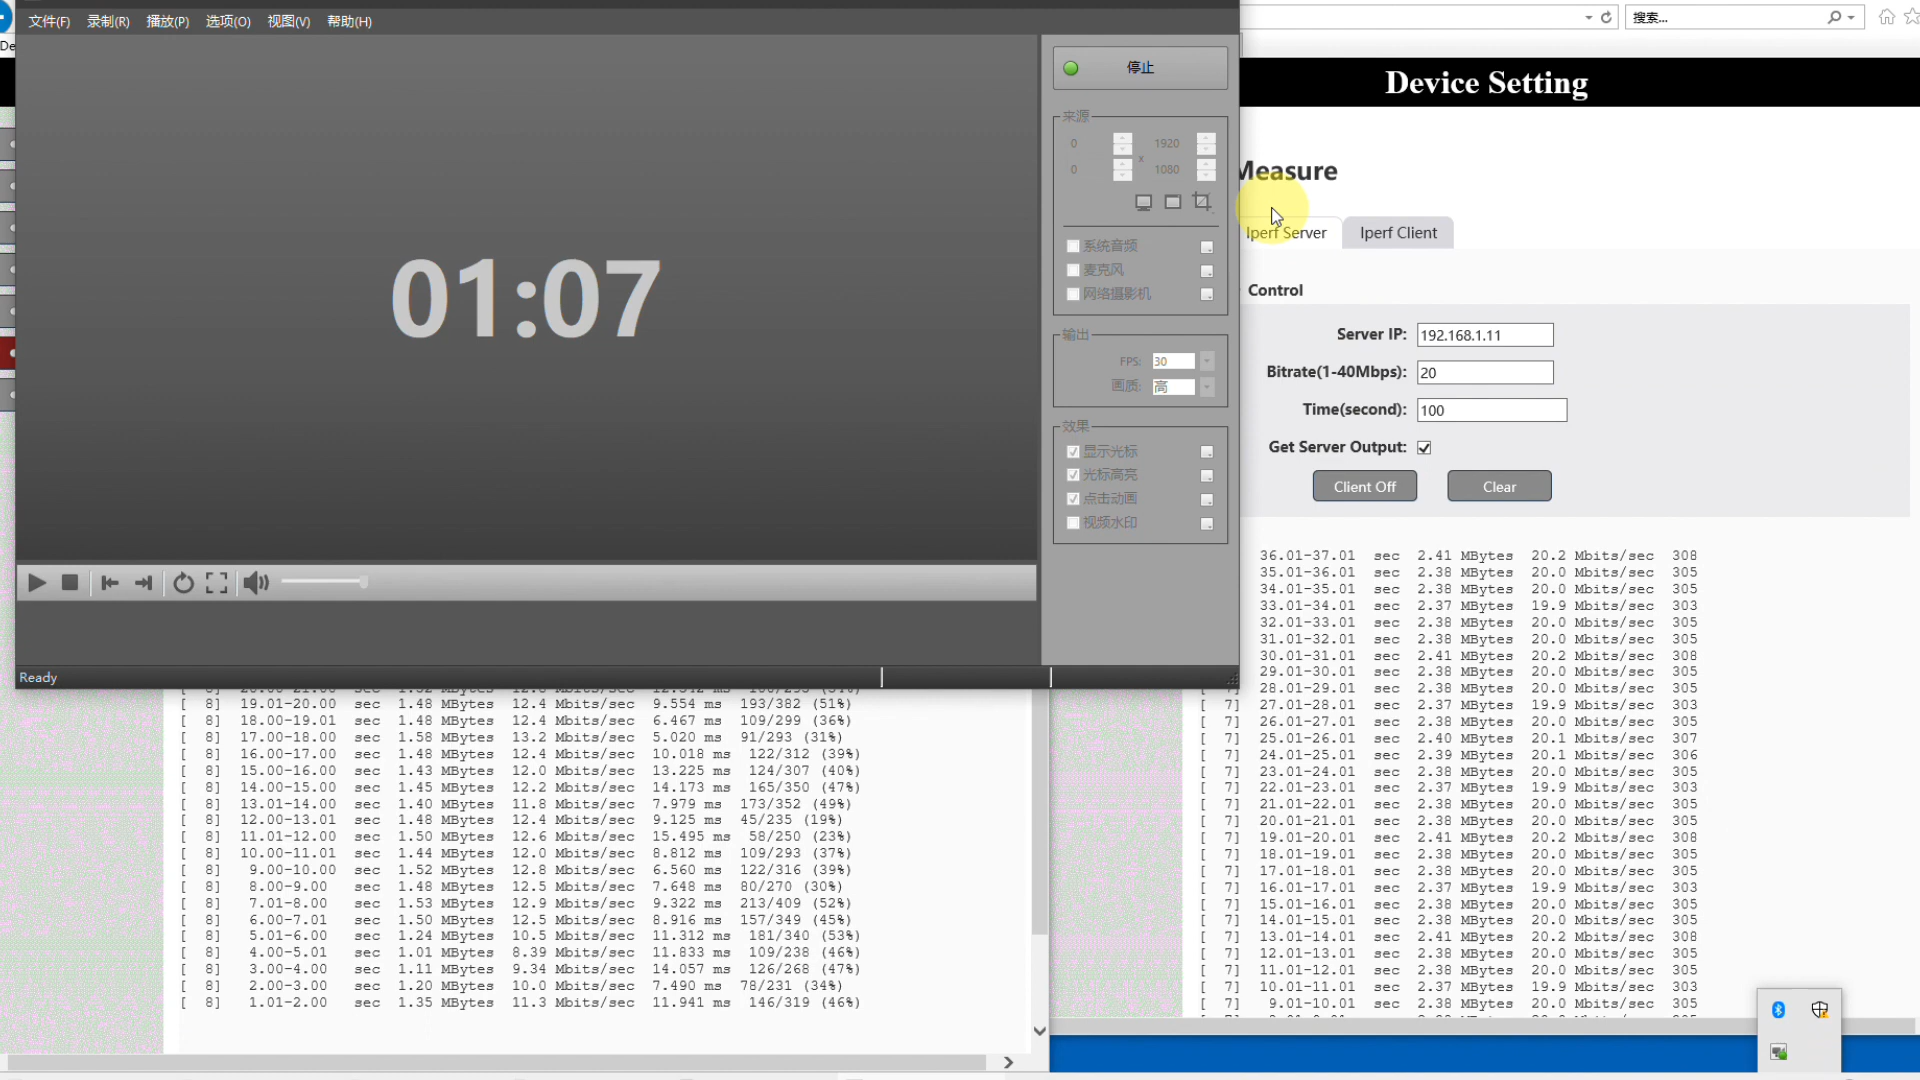 文件(F) 录制(R) 播放(P) 选项(O) 视图(V) 帮助(H)
搜索...
De
停止
Device Setting
来源
0 1920
x
0 1080
Measure
Iperf Server Iperf Client
系统音频
麦克风
网络摄影机
Control
01:07
输出
FPS: 30
画质: 高
Server IP: 192.168.1.11
Bitrate(1-40Mbps): 20
Time(second): 100
Get Server Output:
Client Off Clear
效果
显示光标
光标高亮
点击动画
视频水印
Ready
36.01-37.01 sec 2.41 MBytes 20.2 Mbits/sec 308
35.01-36.01 sec 2.38 MBytes 20.0 Mbits/sec 305
34.01-35.01 sec 2.38 MBytes 20.0 Mbits/sec 305
33.01-34.01 sec 2.37 MBytes 19.9 Mbits/sec 303
32.01-33.01 sec 2.38 MBytes 20.0 Mbits/sec 305
31.01-32.01 sec 2.38 MBytes 20.0 Mbits/sec 305
30.01-31.01 sec 2.41 MBytes 20.2 Mbits/sec 308
29.01-30.01 sec 2.38 MBytes 20.0 Mbits/sec 305
[ 7] 28.01-29.01 sec 2.38 MBytes 20.0 Mbits/sec 305
[ 7] 27.01-28.01 sec 2.37 MBytes 19.9 Mbits/sec 303
[ 7] 26.01-27.01 sec 2.38 MBytes 20.0 Mbits/sec 305
[ 7] 25.01-26.01 sec 2.40 MBytes 20.1 Mbits/sec 307
[ 7] 24.01-25.01 sec 2.39 MBytes 20.1 Mbits/sec 306
[ 7] 23.01-24.01 sec 2.38 MBytes 20.0 Mbits/sec 305
[ 7] 22.01-23.01 sec 2.37 MBytes 19.9 Mbits/sec 303
[ 7] 21.01-22.01 sec 2.38 MBytes 20.0 Mbits/sec 305
[ 7] 20.01-21.01 sec 2.38 MBytes 20.0 Mbits/sec 305
[ 7] 19.01-20.01 sec 2.41 MBytes 20.2 Mbits/sec 308
[ 7] 18.01-19.01 sec 2.38 MBytes 20.0 Mbits/sec 305
[ 7] 17.01-18.01 sec 2.38 MBytes 20.0 Mbits/sec 305
[ 7] 16.01-17.01 sec 2.37 MBytes 19.9 Mbits/sec 303
[ 7] 15.01-16.01 sec 2.38 MBytes 20.0 Mbits/sec 305
[ 7] 14.01-15.01 sec 2.38 MBytes 20.0 Mbits/sec 305
[ 7] 13.01-14.01 sec 2.41 MBytes 20.2 Mbits/sec 308
[ 7] 12.01-13.01 sec 2.38 MBytes 20.0 Mbits/sec 305
[ 7] 11.01-12.01 sec 2.38 MBytes 20.0 Mbits/sec 305
[ 7] 10.01-11.01 sec 2.37 MBytes 19.9 Mbits/sec 303
[ 7] 9.01-10.01 sec 2.38 MBytes 20.0 Mbits/sec 305
[ 8] 19.01-20.00 sec 1.48 MBytes 12.4 Mbits/sec 9.554 ms 193/382 (51%)
[ 8] 18.00-19.01 sec 1.48 MBytes 12.4 Mbits/sec 6.467 ms 109/299 (36%)
[ 8] 17.00-18.00 sec 1.58 MBytes 13.2 Mbits/sec 5.020 ms 91/293 (31%)
[ 8] 16.00-17.00 sec 1.48 MBytes 12.4 Mbits/sec 10.018 ms 122/312 (39%)
[ 8] 15.00-16.00 sec 1.43 MBytes 12.0 Mbits/sec 13.225 ms 124/307 (40%)
[ 8] 14.00-15.00 sec 1.45 MBytes 12.2 Mbits/sec 14.173 ms 165/350 (47%)
[ 8] 13.01-14.00 sec 1.40 MBytes 11.8 Mbits/sec 7.979 ms 173/352 (49%)
[ 8] 12.00-13.01 sec 1.48 MBytes 12.4 Mbits/sec 9.125 ms 45/235 (19%)
[ 8] 11.01-12.00 sec 1.50 MBytes 12.6 Mbits/sec 15.495 ms 58/250 (23%)
[ 8] 10.00-11.01 sec 1.44 MBytes 12.0 Mbits/sec 8.812 ms 109/293 (37%)
[ 8] 9.00-10.00 sec 1.52 MBytes 12.8 Mbits/sec 6.560 ms 122/316 (39%)
[ 8] 8.00-9.00 sec 1.48 MBytes 12.5 Mbits/sec 7.648 ms 80/270 (30%)
[ 8] 7.01-8.00 sec 1.53 MBytes 12.9 Mbits/sec 9.322 ms 213/409 (52%)
[ 8] 6.00-7.01 sec 1.50 MBytes 12.5 Mbits/sec 8.916 ms 157/349 (45%)
[ 8] 5.01-6.00 sec 1.24 MBytes 10.5 Mbits/sec 11.312 ms 181/340 (53%)
[ 8] 4.00-5.01 sec 1.01 MBytes 8.39 Mbits/sec 11.833 ms 109/238 (46%)
[ 8] 3.00-4.00 sec 1.11 MBytes 9.34 Mbits/sec 14.057 ms 126/268 (47%)
[ 8] 2.00-3.00 sec 1.20 MBytes 10.0 Mbits/sec 7.490 ms 78/231 (34%)
[ 8] 1.01-2.00 sec 1.35 MBytes 11.3 Mbits/sec 11.941 ms 146/319 (46%)